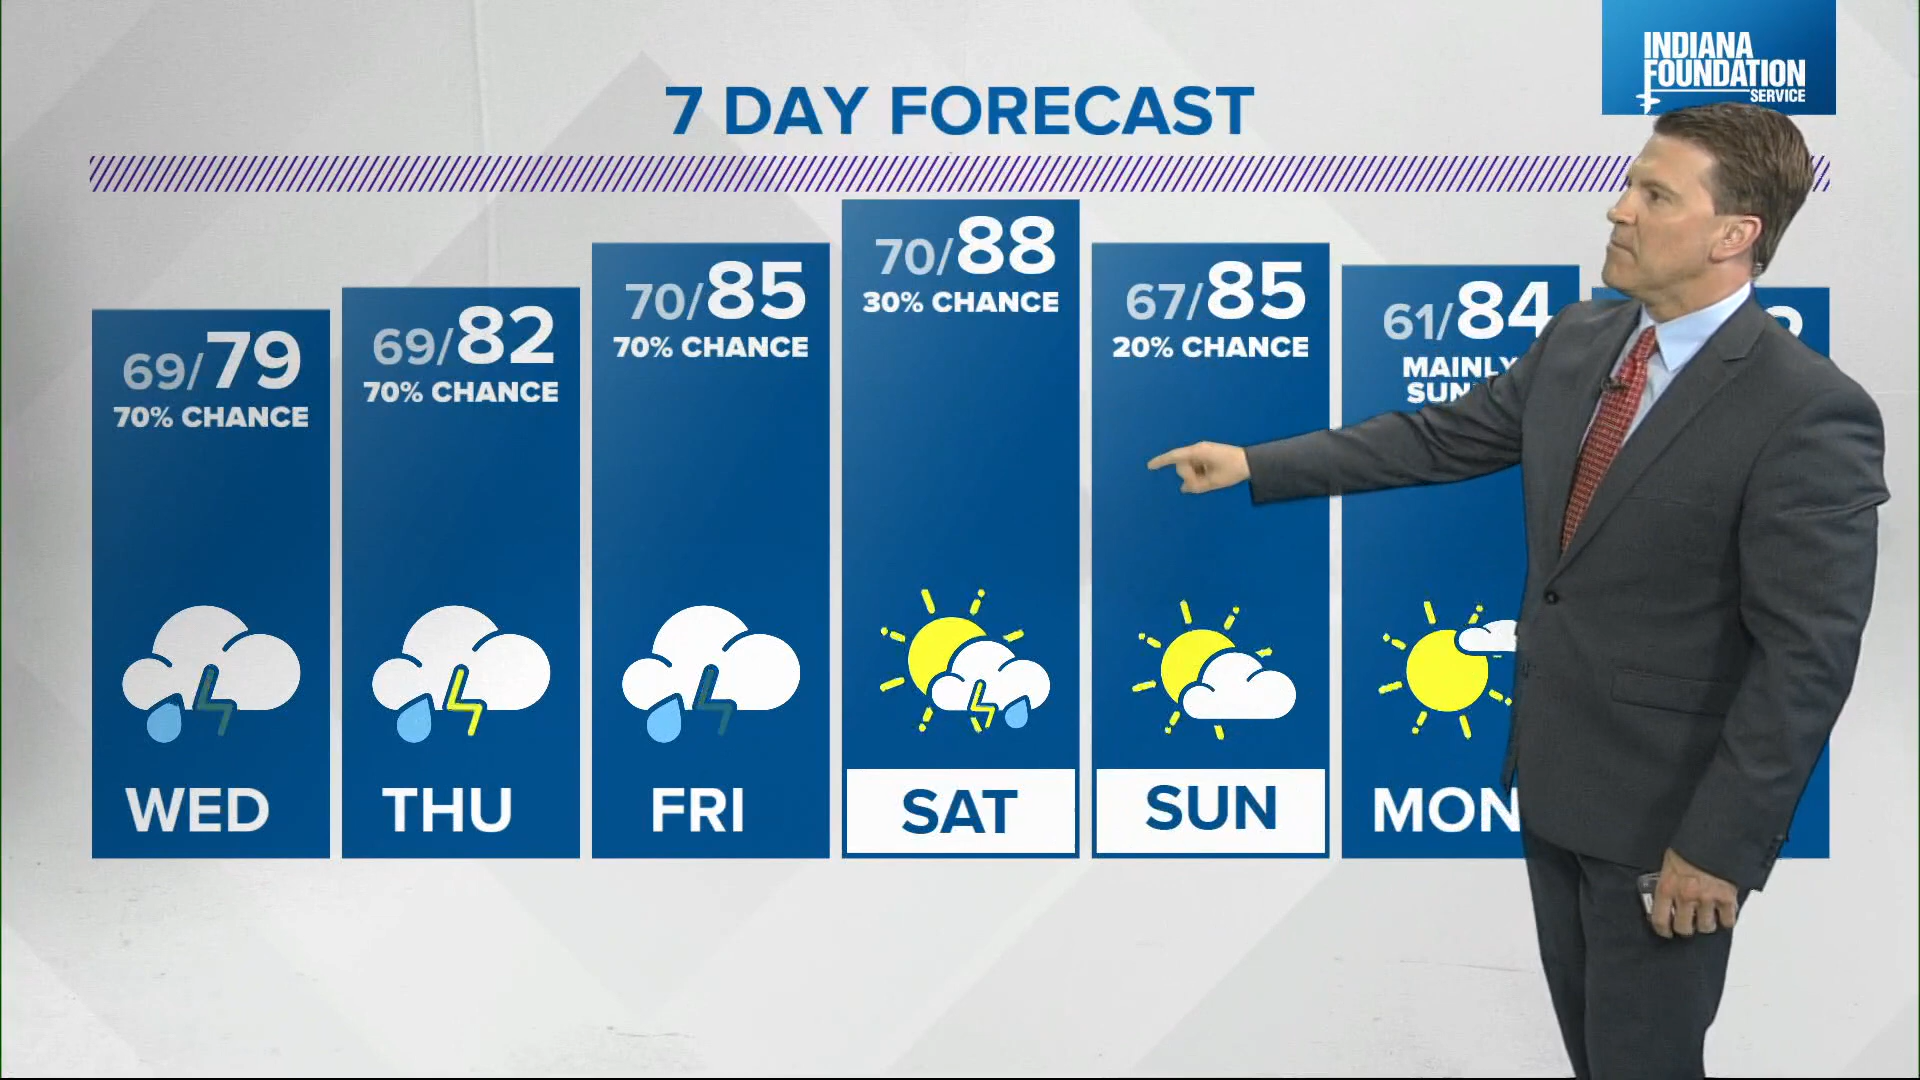 INDIANA
FOUNDATION
SERVICE
7 DAY FORECAST
69/79
70% CHANCE
WED
69/82
70% CHANCE
THU
70/85
70% CHANCE
FRI
70/88
30% CHANCE
SAT
67/85
20% CHANCE
SUN
61/84
MAINLY
MON